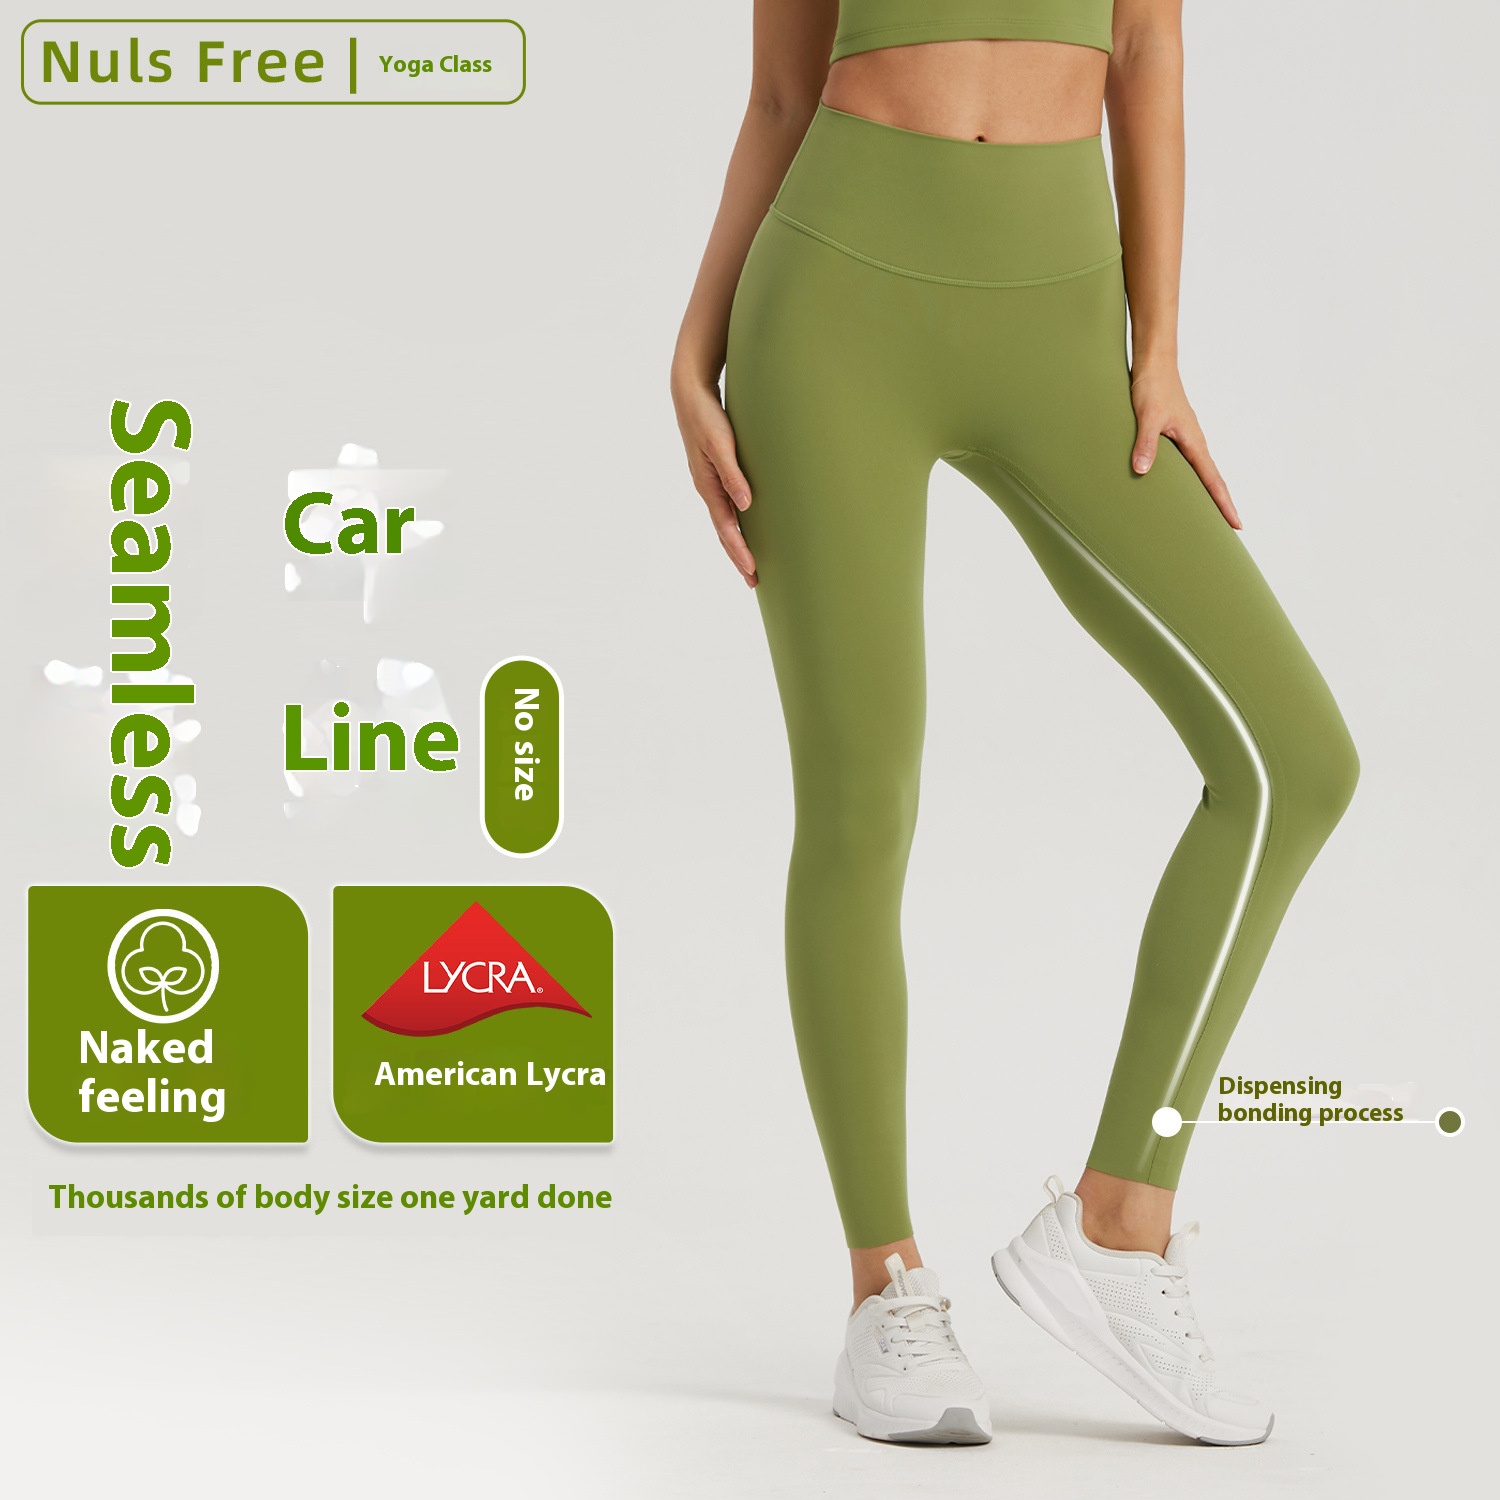 Nuls Free | Yoga Class
Seamless
Car
Line
No size
Naked
feeling
LYCRA®
American Lycra
Thousands of body size one yard done
Dispensing
bonding process